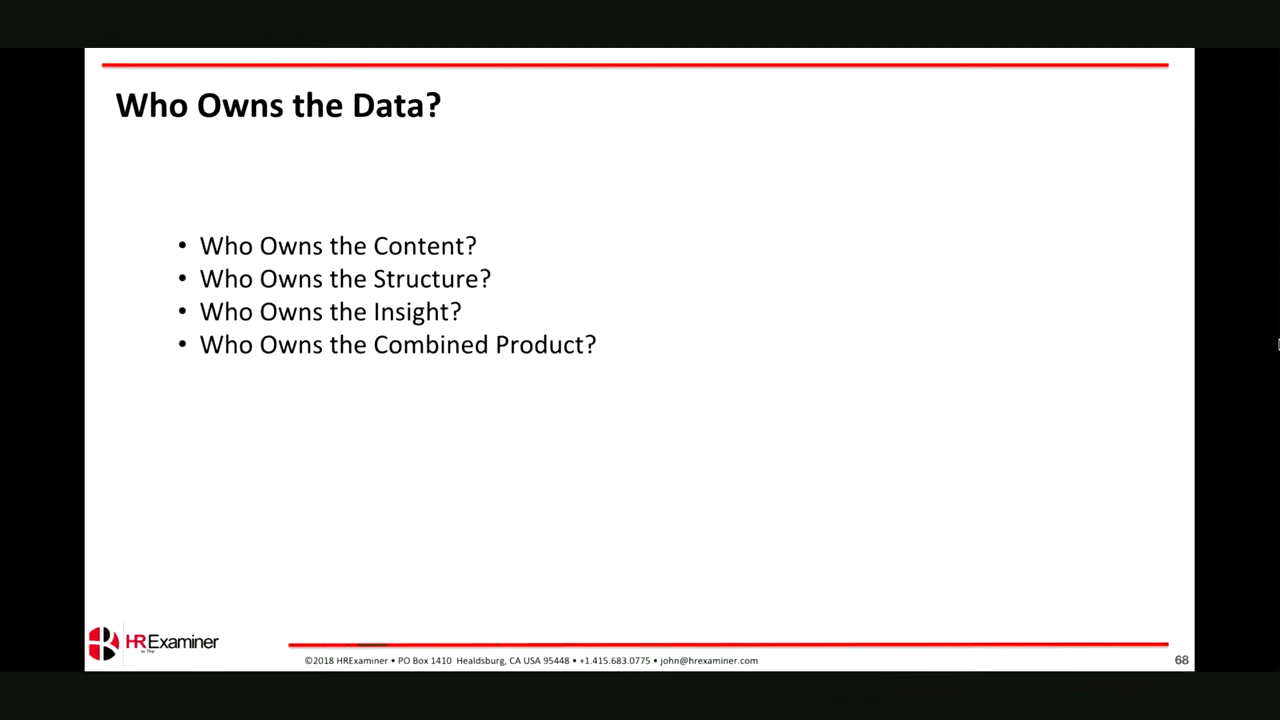 Who Owns the Data?
• Who Owns the Content?
• Who Owns the Structure?
• Who Owns the Insight?
• Who Owns the Combined Product?
HRExaminer
©2018 HRExaminer • PO Box 1410 Healdsburg, CA USA 95448 • +1.415.683.0775 • john@hrexaminer.com
68